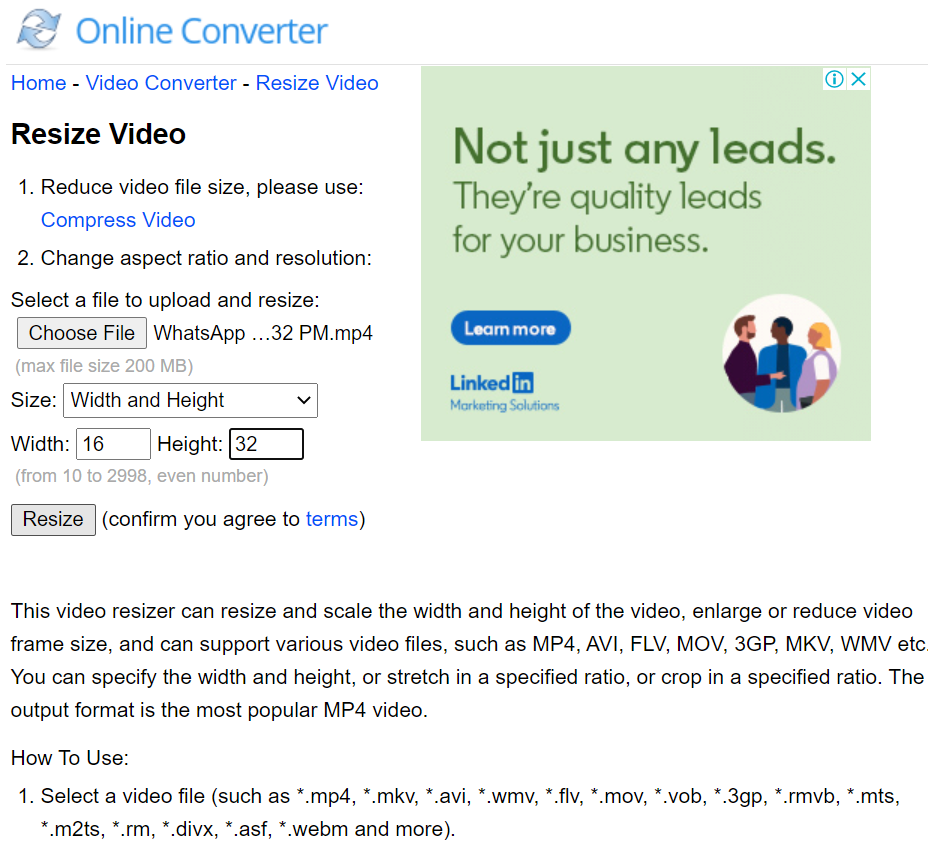 Online Converter
Home - Video Converter - Resize Video
Resize Video
1. Reduce video file size, please use:
Compress Video
2. Change aspect ratio and resolution:
Select a file to upload and resize:
Choose File WhatsApp ...32 PM.mp4
(max file size 200 MB)
Size: Width and Height
Width: 16 Height: 32
(from 10 to 2998, even number)
Resize (confirm you agree to terms)
Not just any leads.
They're quality leads
for your business.
Learn more
Linked in
Marketing Solutions
This video resizer can resize and scale the width and height of the video, enlarge or reduce video
frame size, and can support various video files, such as MP4, AVI, FLV, MOV, 3GP, MKV, WMV etc.
You can specify the width and height, or stretch in a specified ratio, or crop in a specified ratio. The
output format is the most popular MP4 video.
How To Use:
1. Select a video file (such as *.mp4, *.mkv, *.avi, *.wmv, *.flv, *.mov, *.vob, *.3gp, *.rmvb, *.mts,
*.m2ts, *.rm, *.divx, *.asf, *.webm and more).